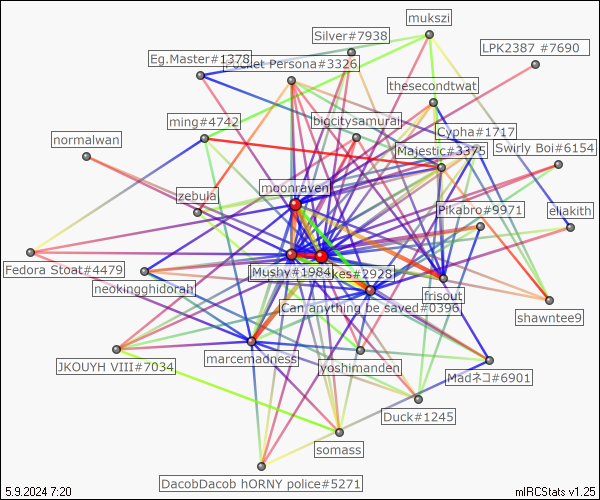 mukszi
Silver#7938
LPK2387 #7690
Eg.Master#1378
Persona#3326
thesecondtwat
ming#4742
bigcitysamurai
Cypha#1717
normalwan
Majestic#3375
Swirly Boi#6154
moonraven
zebula
Pikabro#9971
eliakith
Fedora Stoat#4479
Mushy#1984
kes#2928
neokingghidorah
frisout
Can anything be saved#0396
shawntee9
marcemadness
JKOUYH VIII#7034
yoshimanden
Madネコ#6901
Duck#1245
somass
DacobDacob hORNY police#5271
5.9.2024 7:20
mIRCStats v1.25